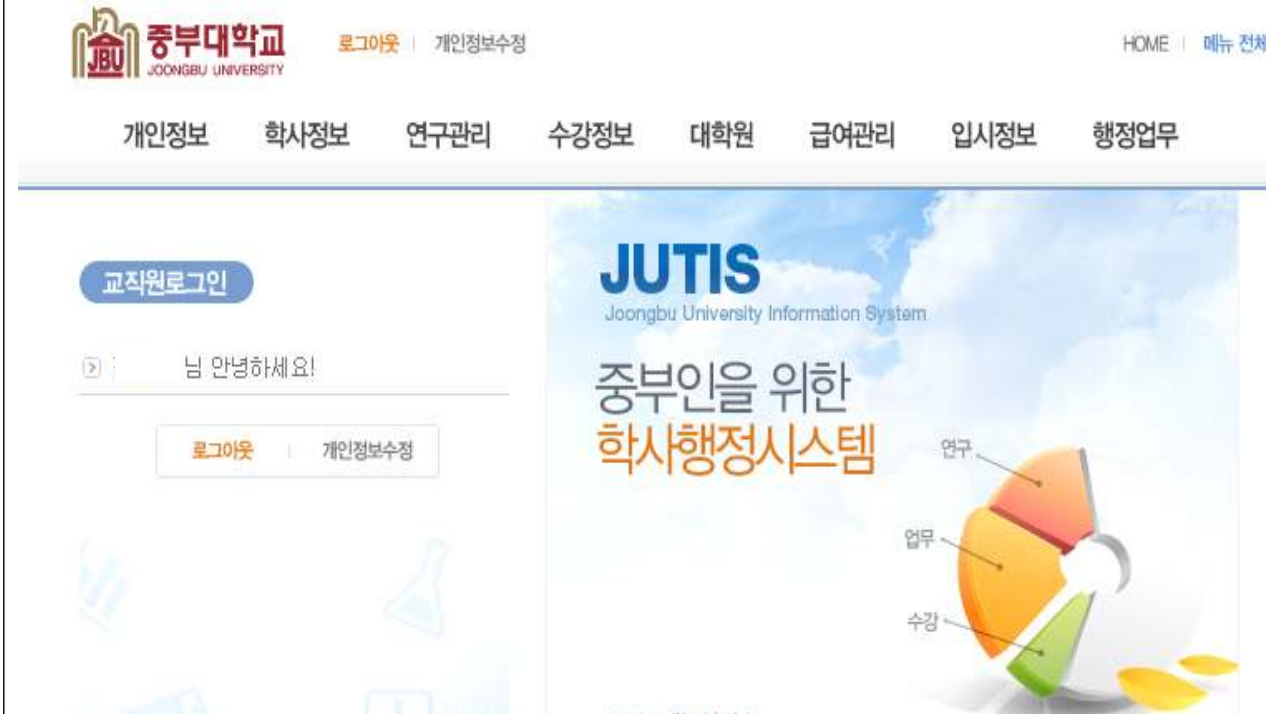 JBU 중부대학교
JOONGBU UNIVERSITY
로그아웃 개인정보수정
HOME 메뉴 전체
개인정보 학사정보 연구관리 수강정보 대학원 급여관리 입시정보 행정업무
교직원로그인
님 안녕하세요!
로그아웃 개인정보수정
JUTIS
Joongbu University Information System
중부인을 위한
학사행정시스템
연구
업무
수강